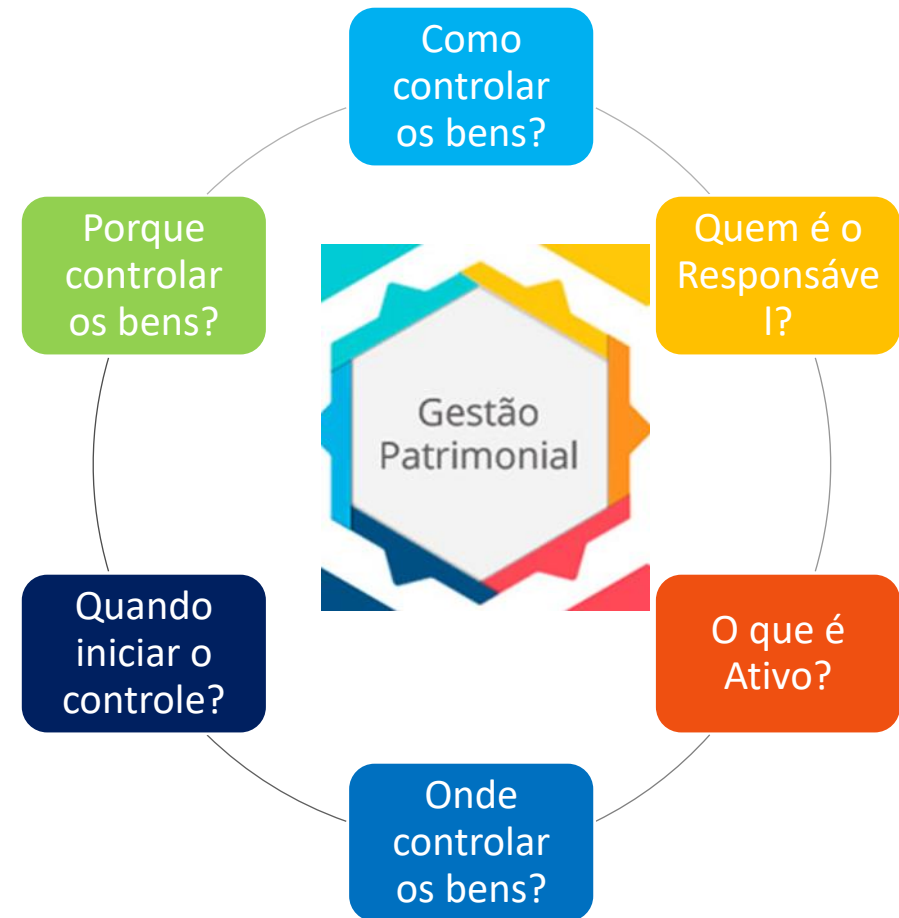 Como
controlar
os bens?
Porque
controlar
os bens?
Quem é o
Responsáve
l?
Gestão
Patrimonial
Quando
iniciar o
controle?
O que é
Ativo?
Onde
controlar
os bens?